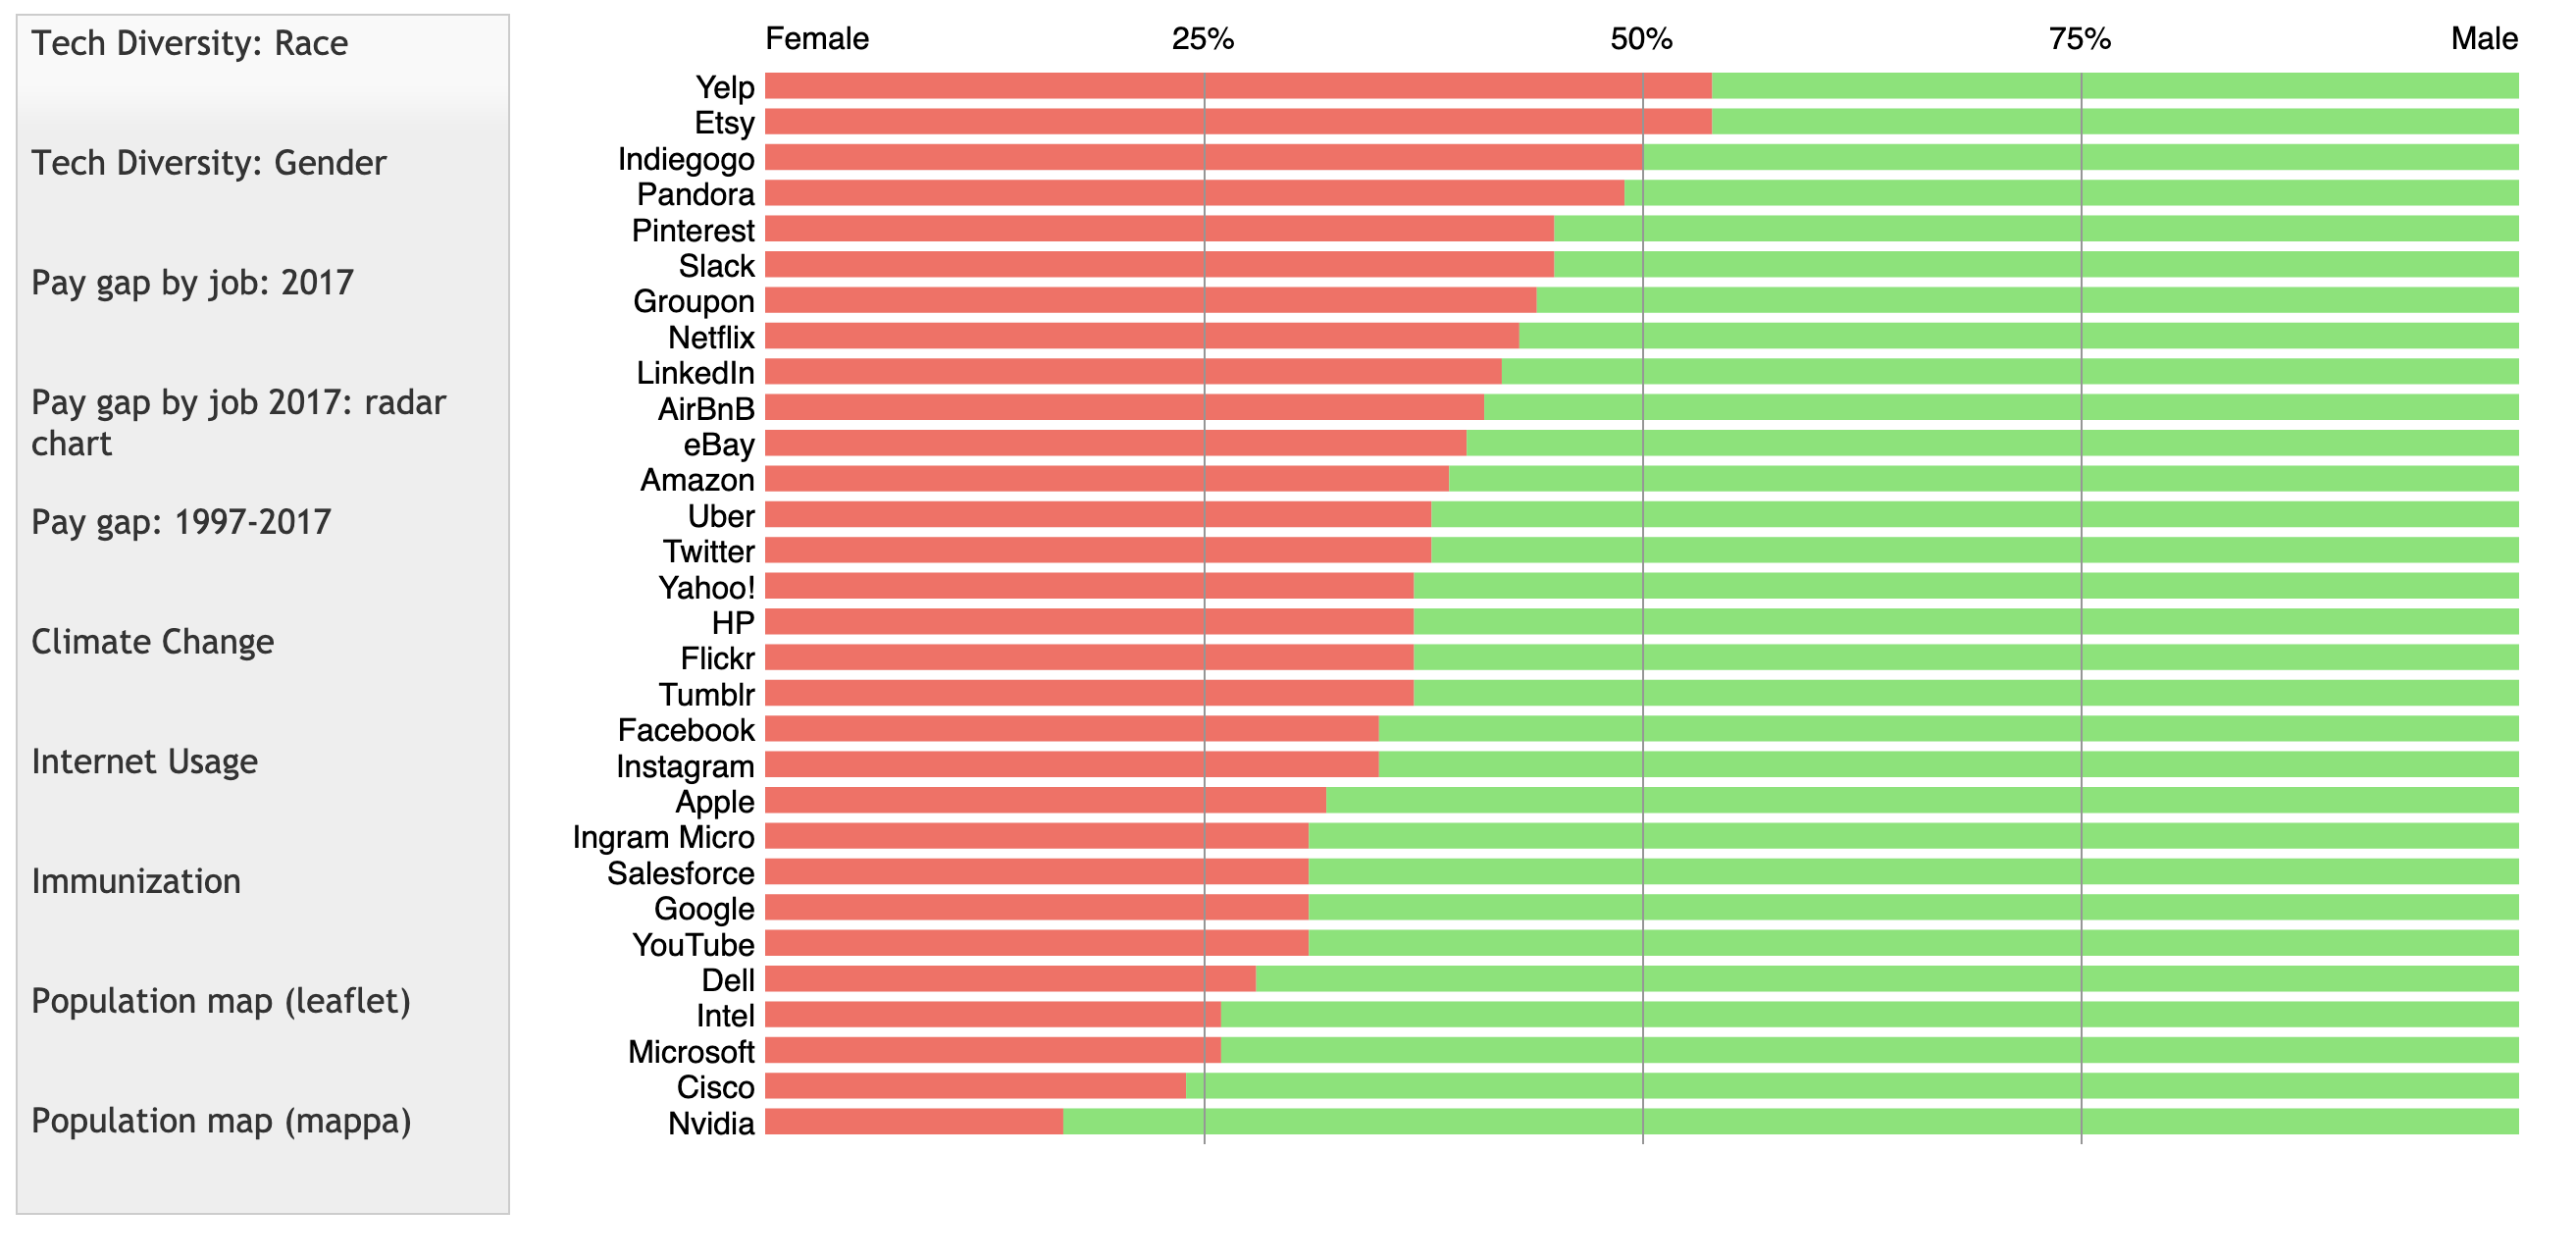 Tech Diversity: Race
Tech Diversity: Gender
Pay gap by job: 2017
Pay gap by job 2017: radar
chart
Pay gap: 1997-2017
Climate Change
Internet Usage
Immunization
Population map (leaflet)
Population map (mappa)
Female 25% 50% 75% Male
Yelp
Etsy
Indiegogo
Pandora
Pinterest
Slack
Groupon
Netflix
LinkedIn
AirBnB
eBay
Amazon
Uber
Twitter
Yahoo!
HP
Flickr
Tumblr
Facebook
Instagram
Apple
Ingram Micro
Salesforce
Google
YouTube
Dell
Intel
Microsoft
Cisco
Nvidia